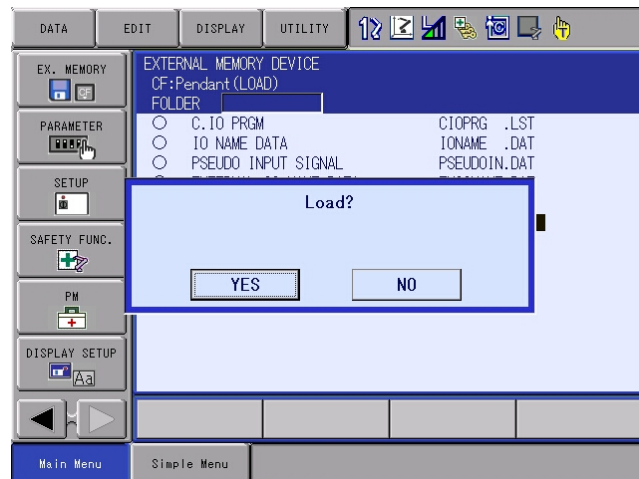 DATA EDIT DISPLAY UTILITY
EX. MEMORY
CF
PARAMETER
SETUP
SAFETY FUNC.
PM
DISPLAY SETUP
Aa
EXTERNAL MEMORY DEVICE
CF:Pendant(LOAD)
FOLDER
C.IO PRGM CIOPRG .LST
IO NAME DATA IONAME .DAT
PSEUDO INPUT SIGNAL PSEUDOIN.DAT
Load?
YES NO
Main Menu Simple Menu